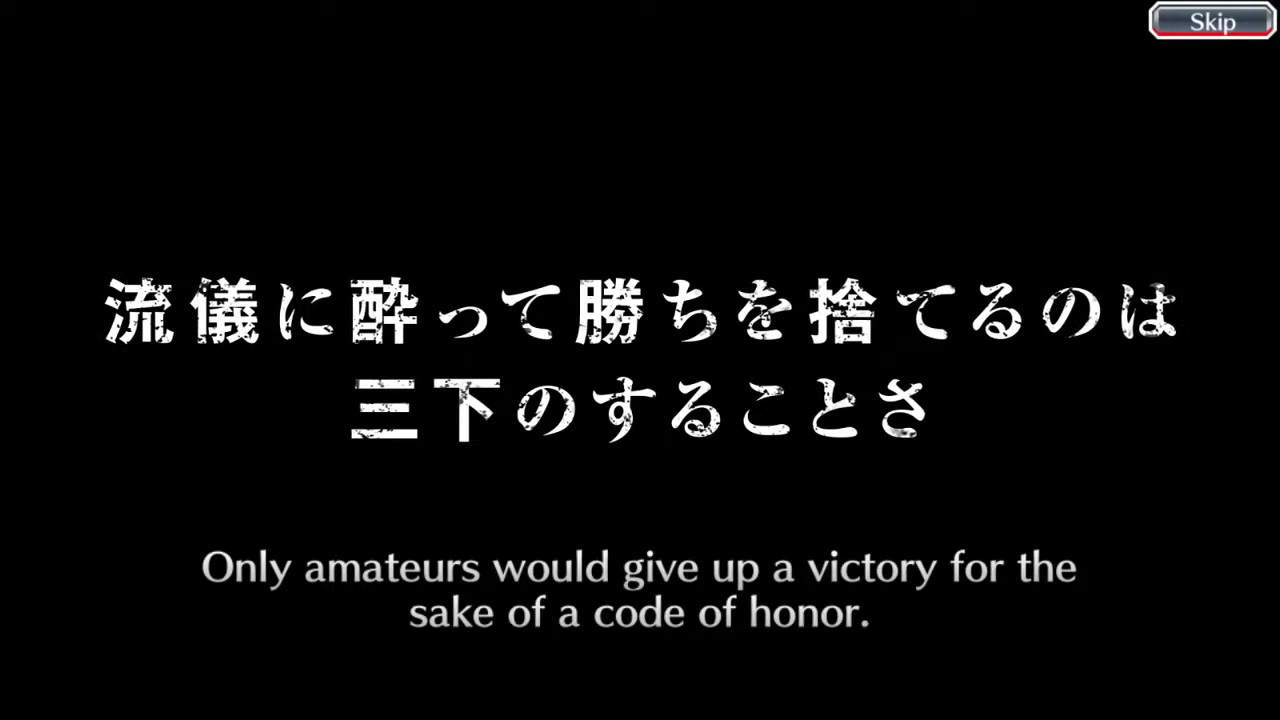 Skip
流儀に酔って勝ちを捨てるのは
三下のすることさ
Only amateurs would give up a victory for the
sake of a code of honor.